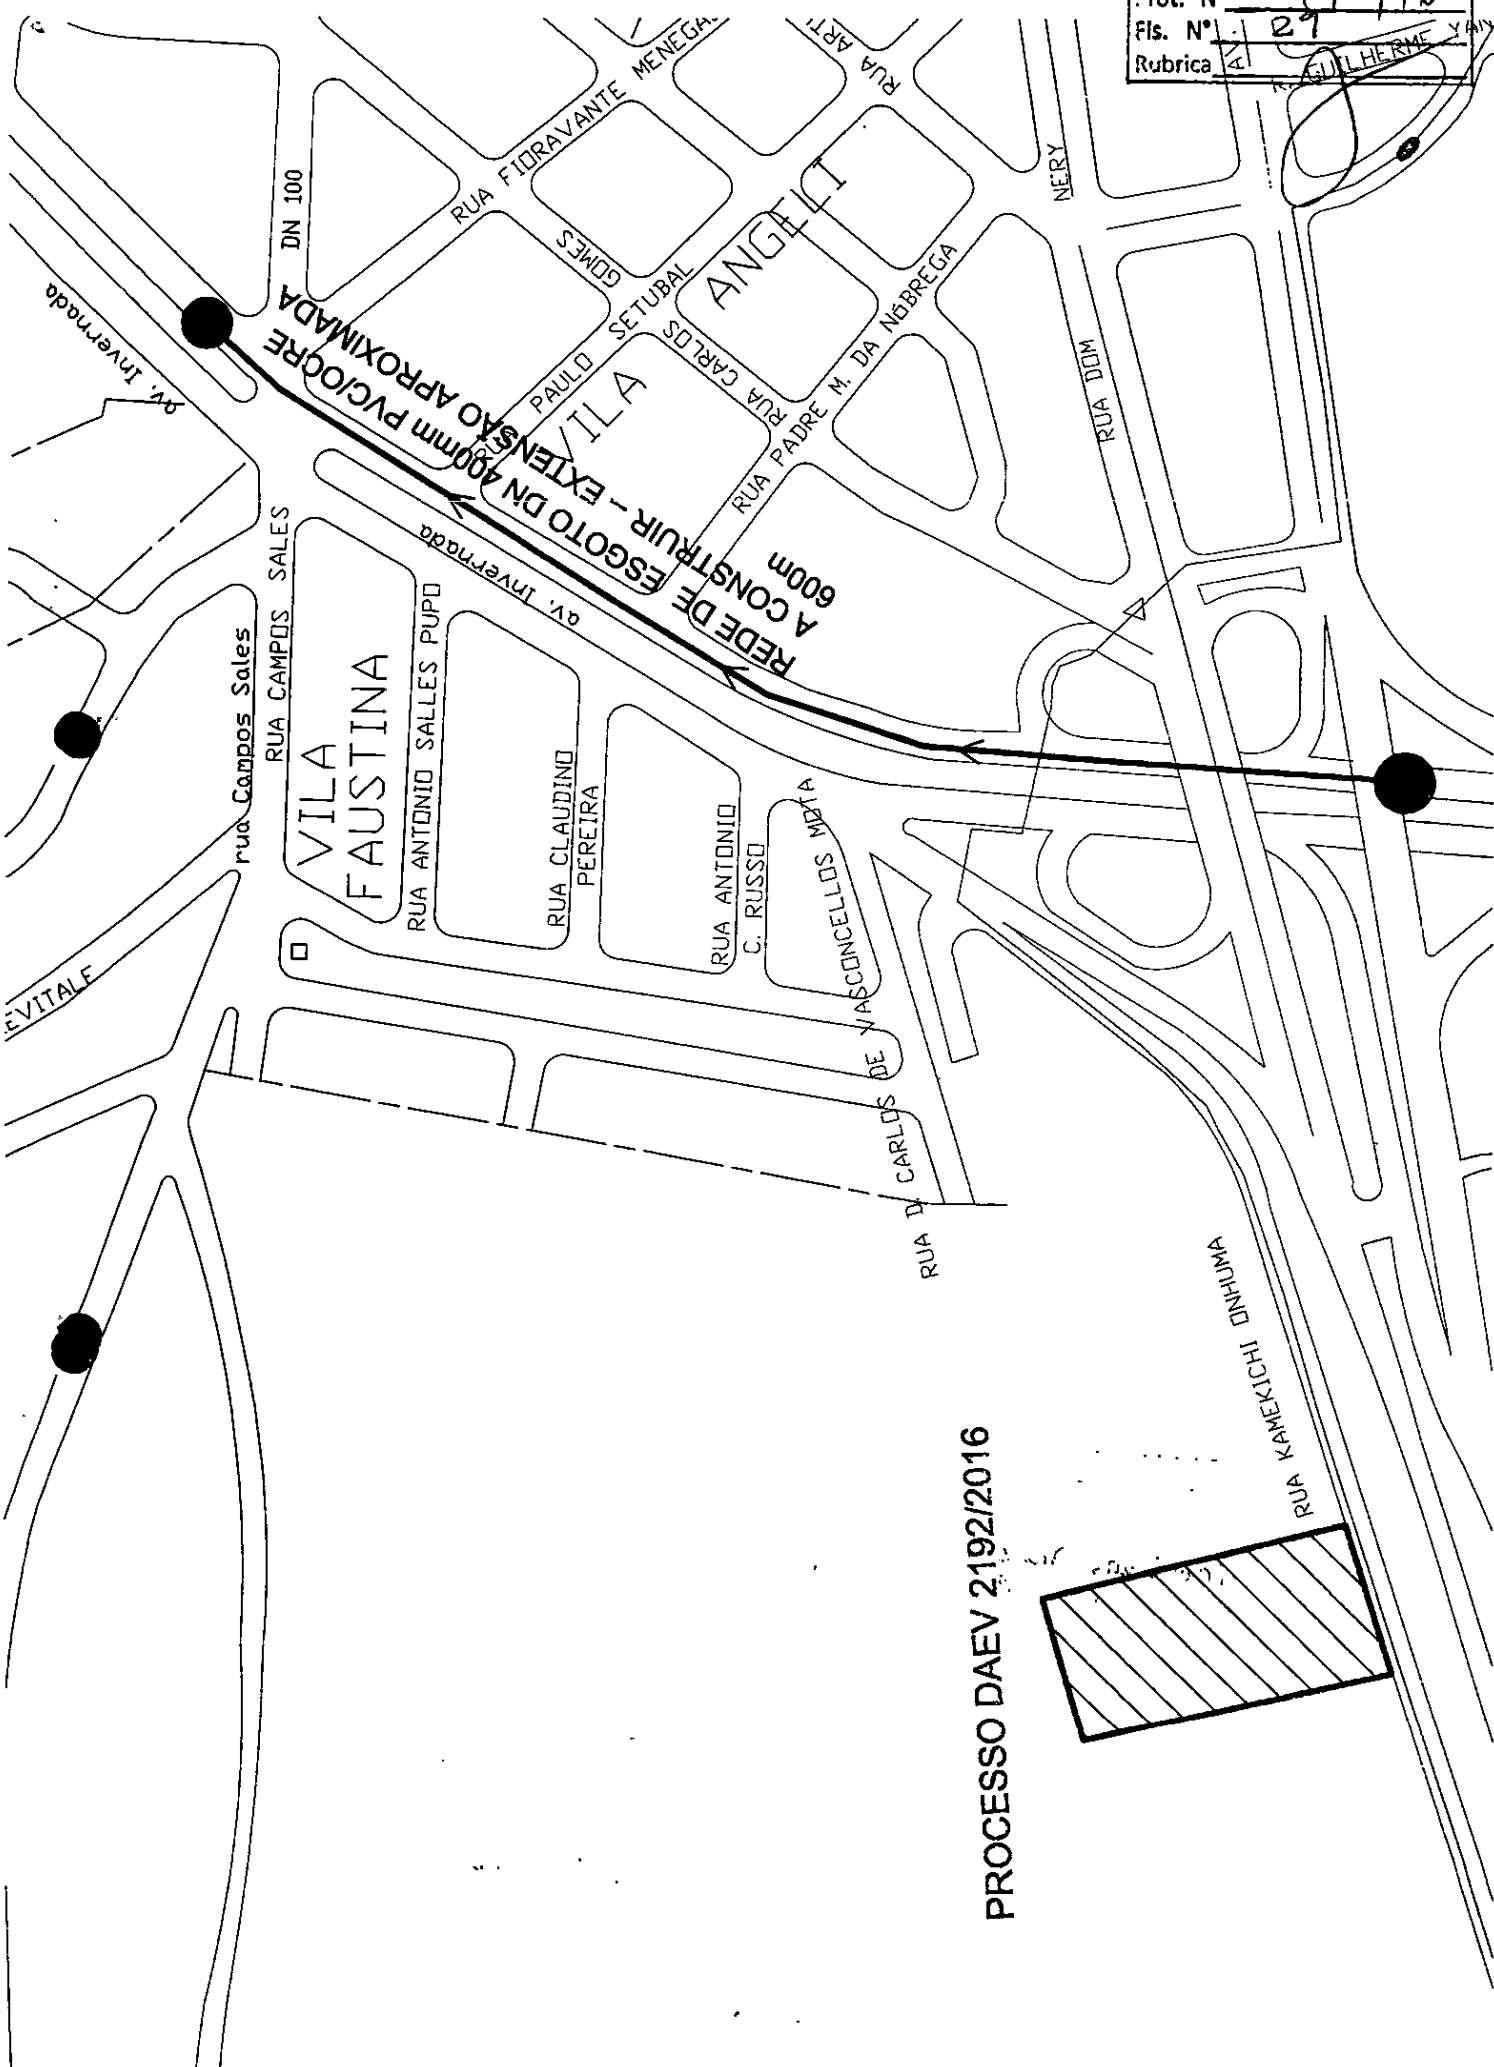 Fls. N° 29
Rubrica
GUILHERME
RUA FIORAVANTE MENEGA
RUA ART
DN 100
GOMES
RUA CARLOS
PAULO SETUBAL
VILA ANGELI
RUA PADRE M. DA NÓBREGA
NERY
RUA DOM
av. Invernada
REDE DE ESGOTO DN 400mm PVC/OCRE
A CONSTRUIR - EXTENSÃO APROXIMADA
600m
av. Invernada
rua Campos Sales
RUA CAMPOS SALES
VILA
FAUSTINA
RUA ANTONIO SALLES PUPO
RUA CLAUDINO
PEREIRA
RUA ANTONIO
C. RUSSO
EVITALE
RUA D. CARLOS DE VASCONCELLOS MOTA
RUA KAMEKICHI ONHUMA
PROCESSO DAEV 2192/2016